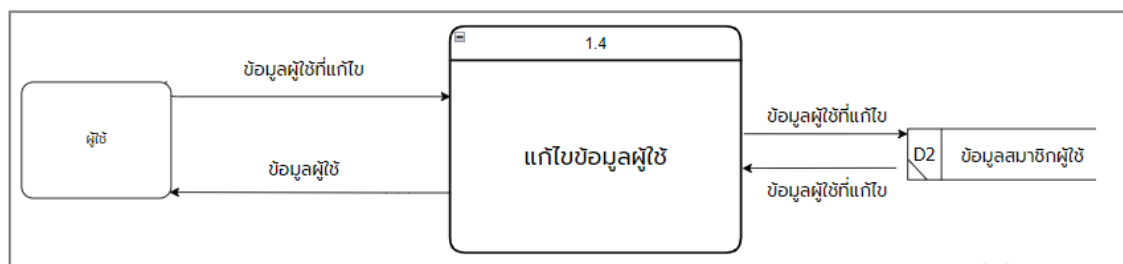 1.4
ข้อมูลผู้ใช้ที่แก้ไข
ผู้ใช้
แก้ไขข้อมูลผู้ใช้
ข้อมูลผู้ใช้
ข้อมูลผู้ใช้ที่แก้ไข
D2 ข้อมูลสมาชิกผู้ใช้
ข้อมูลผู้ใช้ที่แก้ไข